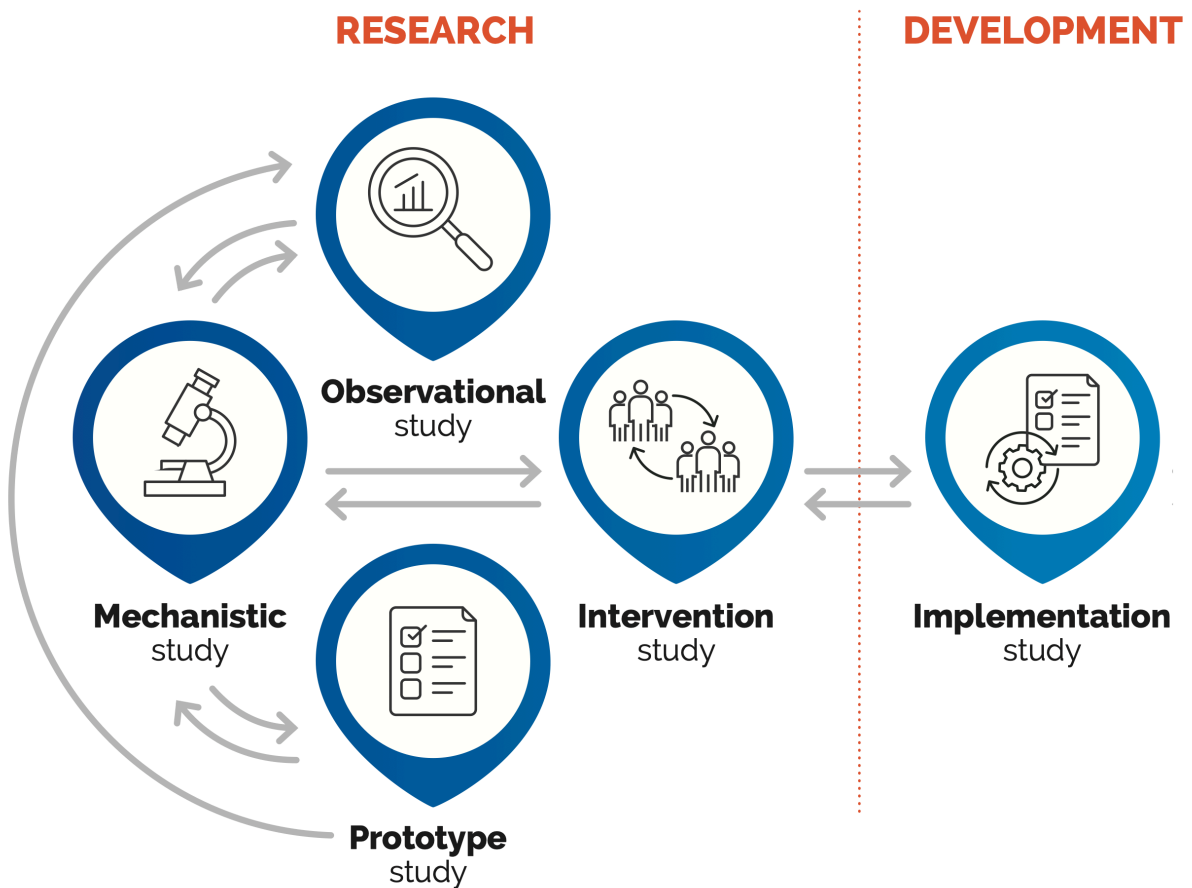 RESEARCH
DEVELOPMENT
Observational
study
Mechanistic
study
Intervention
study
Implementation
study
Prototype
study